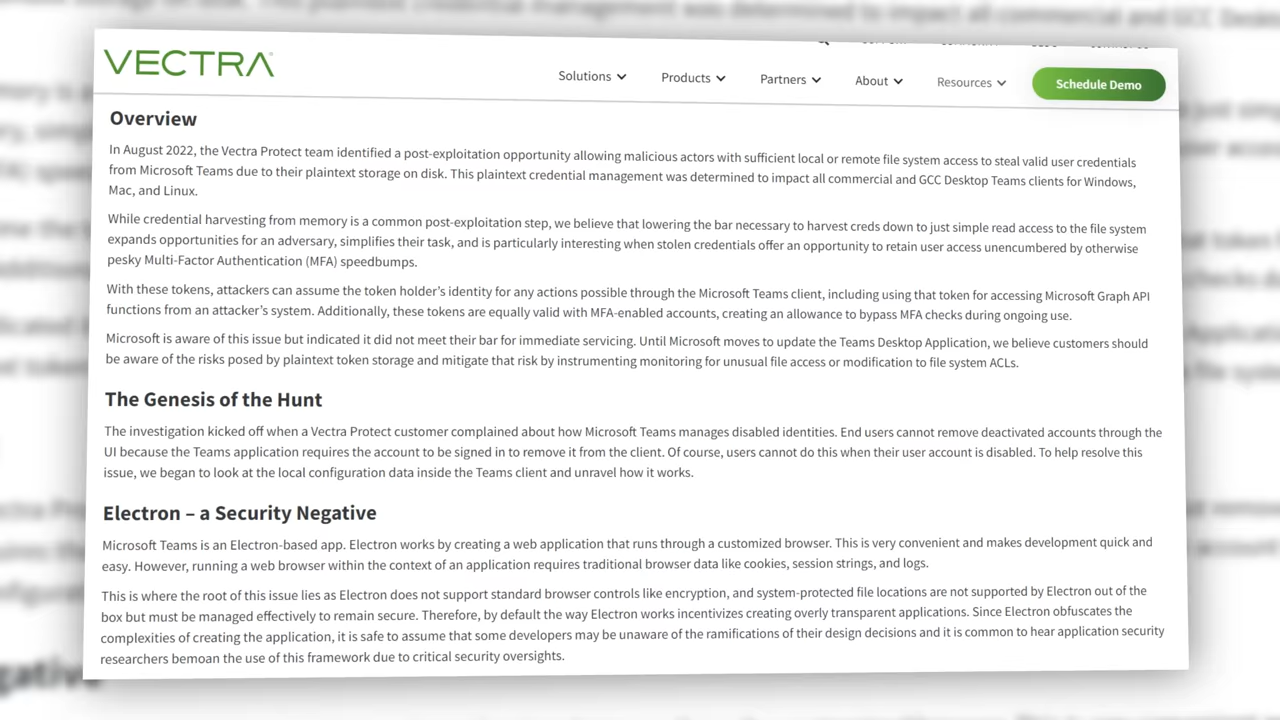 VECTRA
Solutions Products Partners About Resources Schedule Demo
Overview
In August 2022, the Vectra Protect team identified a post-exploitation opportunity allowing malicious actors with sufficient local or remote file system access to steal valid user credentials
from Microsoft Teams due to their plaintext storage on disk. This plaintext credential management was determined to impact all commercial and GCC Desktop Teams clients for Windows,
Mac, and Linux.
While credential harvesting from memory is a common post-exploitation step, we believe that lowering the bar necessary to harvest creds down to just simple read access to the file system
expands opportunities for an adversary, simplifies their task, and is particularly interesting when stolen credentials offer an opportunity to retain user access unencumbered by otherwise
pesky Multi-Factor Authentication (MFA) speedbumps.
With these tokens, attackers can assume the token holder's identity for any actions possible through the Microsoft Teams client, including using that token for accessing Microsoft Graph API
functions from an attacker's system. Additionally, these tokens are equally valid with MFA-enabled accounts, creating an allowance to bypass MFA checks during ongoing use.
Microsoft is aware of this issue but indicated it did not meet their bar for immediate servicing. Until Microsoft moves to update the Teams Desktop Application, we believe customers should
be aware of the risks posed by plaintext token storage and mitigate that risk by instrumenting monitoring for unusual file access or modification to file system ACLs.
The Genesis of the Hunt
The investigation kicked off when a Vectra Protect customer complained about how Microsoft Teams manages disabled identities. End users cannot remove deactivated accounts through the
UI because the Teams application requires the account to be signed in to remove it from the client. Of course, users cannot do this when their user account is disabled. To help resolve this
issue, we began to look at the local configuration data inside the Teams client and unravel how it works.
Electron – a Security Negative
Microsoft Teams is an Electron-based app. Electron works by creating a web application that runs through a customized browser. This is very convenient and makes development quick and
easy. However, running a web browser within the context of an application requires traditional browser data like cookies, session strings, and logs.
This is where the root of this issue lies as Electron does not support standard browser controls like encryption, and system-protected file locations are not supported by Electron out of the
box but must be managed effectively to remain secure. Therefore, by default the way Electron works incentivizes creating overly transparent applications. Since Electron obfuscates the
complexities of creating the application, it is safe to assume that some developers may be unaware of the ramifications of their design decisions and it is common to hear application security
researchers bemoan the use of this framework due to critical security oversights.